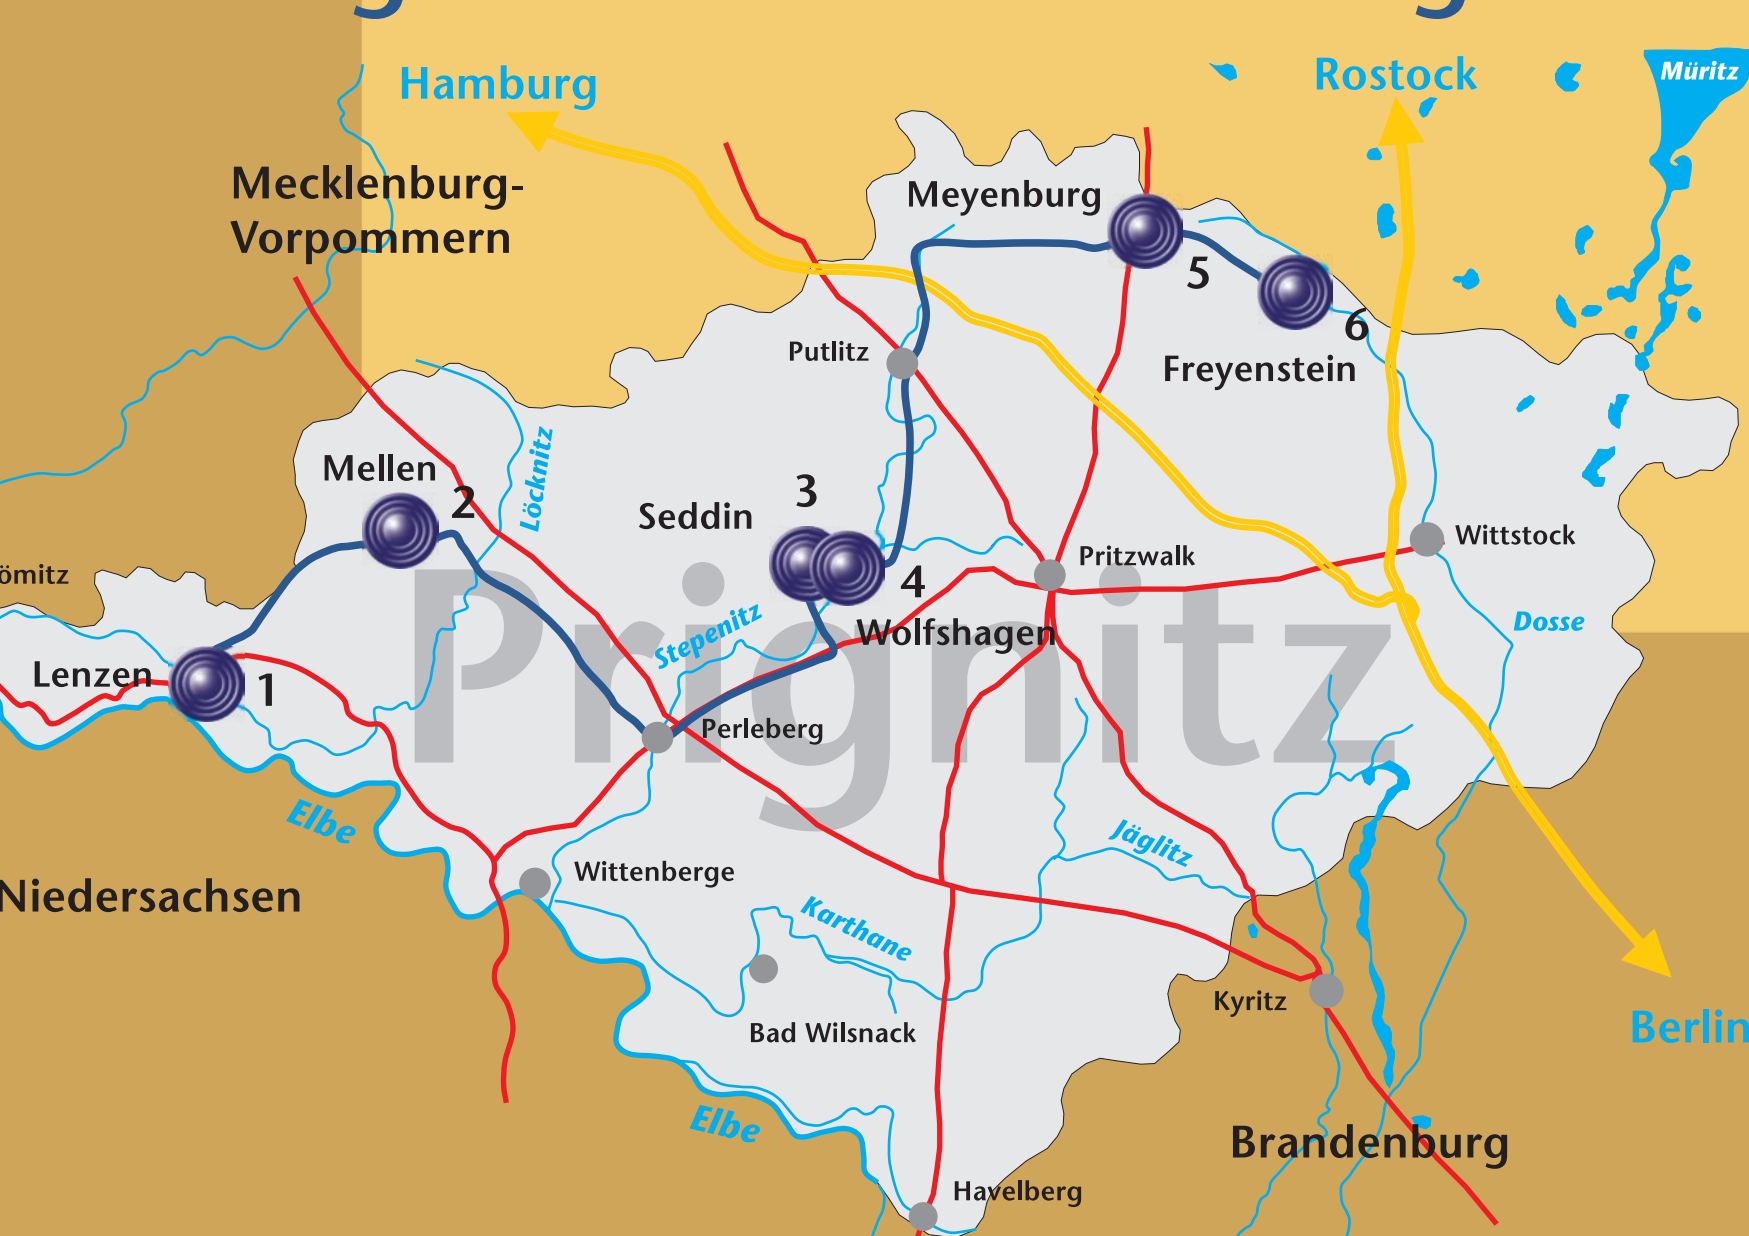 Hamburg
Rostock
Müritz
Mecklenburg-
Vorpommern
Meyenburg
5
6
Putlitz
Freyenstein
Mellen
2
Löcknitz
3
Seddin
Wittstock
Pritzwalk
4
ömitz
Prignitz
Stepenitz
Wolfshagen
Dosse
Lenzen
1
Perleberg
Elbe
Jäglitz
Wittenberge
Niedersachsen
Karthane
Kyritz
Bad Wilsnack
Berlin
Elbe
Brandenburg
Havelberg